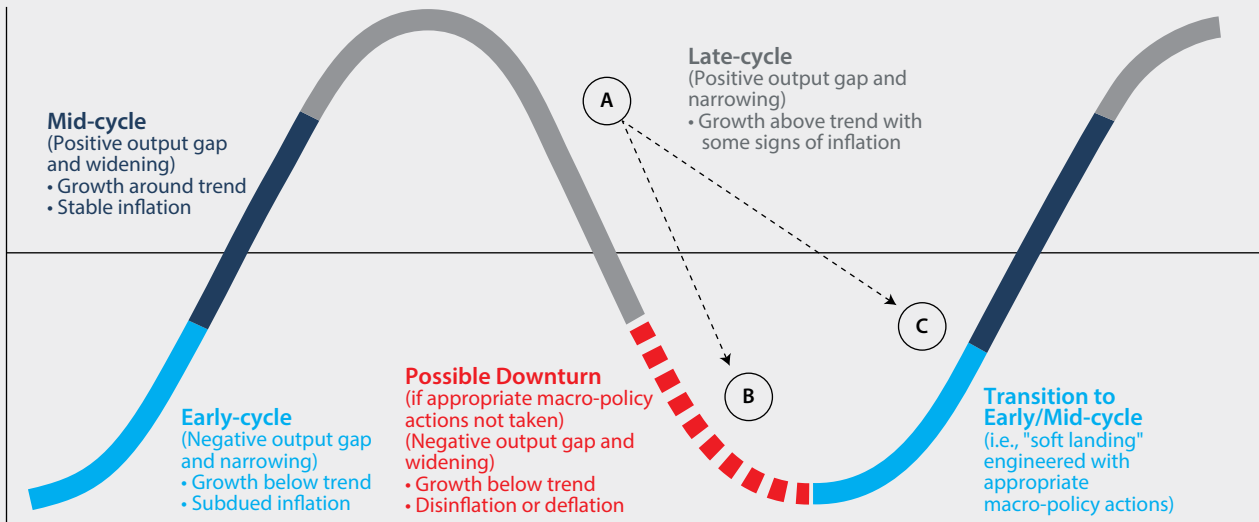 Mid-cycle
(Positive output gap
and widening)
• Growth around trend
• Stable inflation
Early-cycle
(Negative output gap
and narrowing)
• Growth below trend
• Subdued inflation
Possible Downturn
(if appropriate macro-policy
actions not taken)
(Negative output gap and
widening)
• Growth below trend
• Disinflation or deflation
A
B
C
Late-cycle
(Positive output gap and
narrowing)
• Growth above trend with
some signs of inflation
Transition to
Early/Mid-cycle
(i.e., "soft landing"
engineered with
appropriate
macro-policy actions)